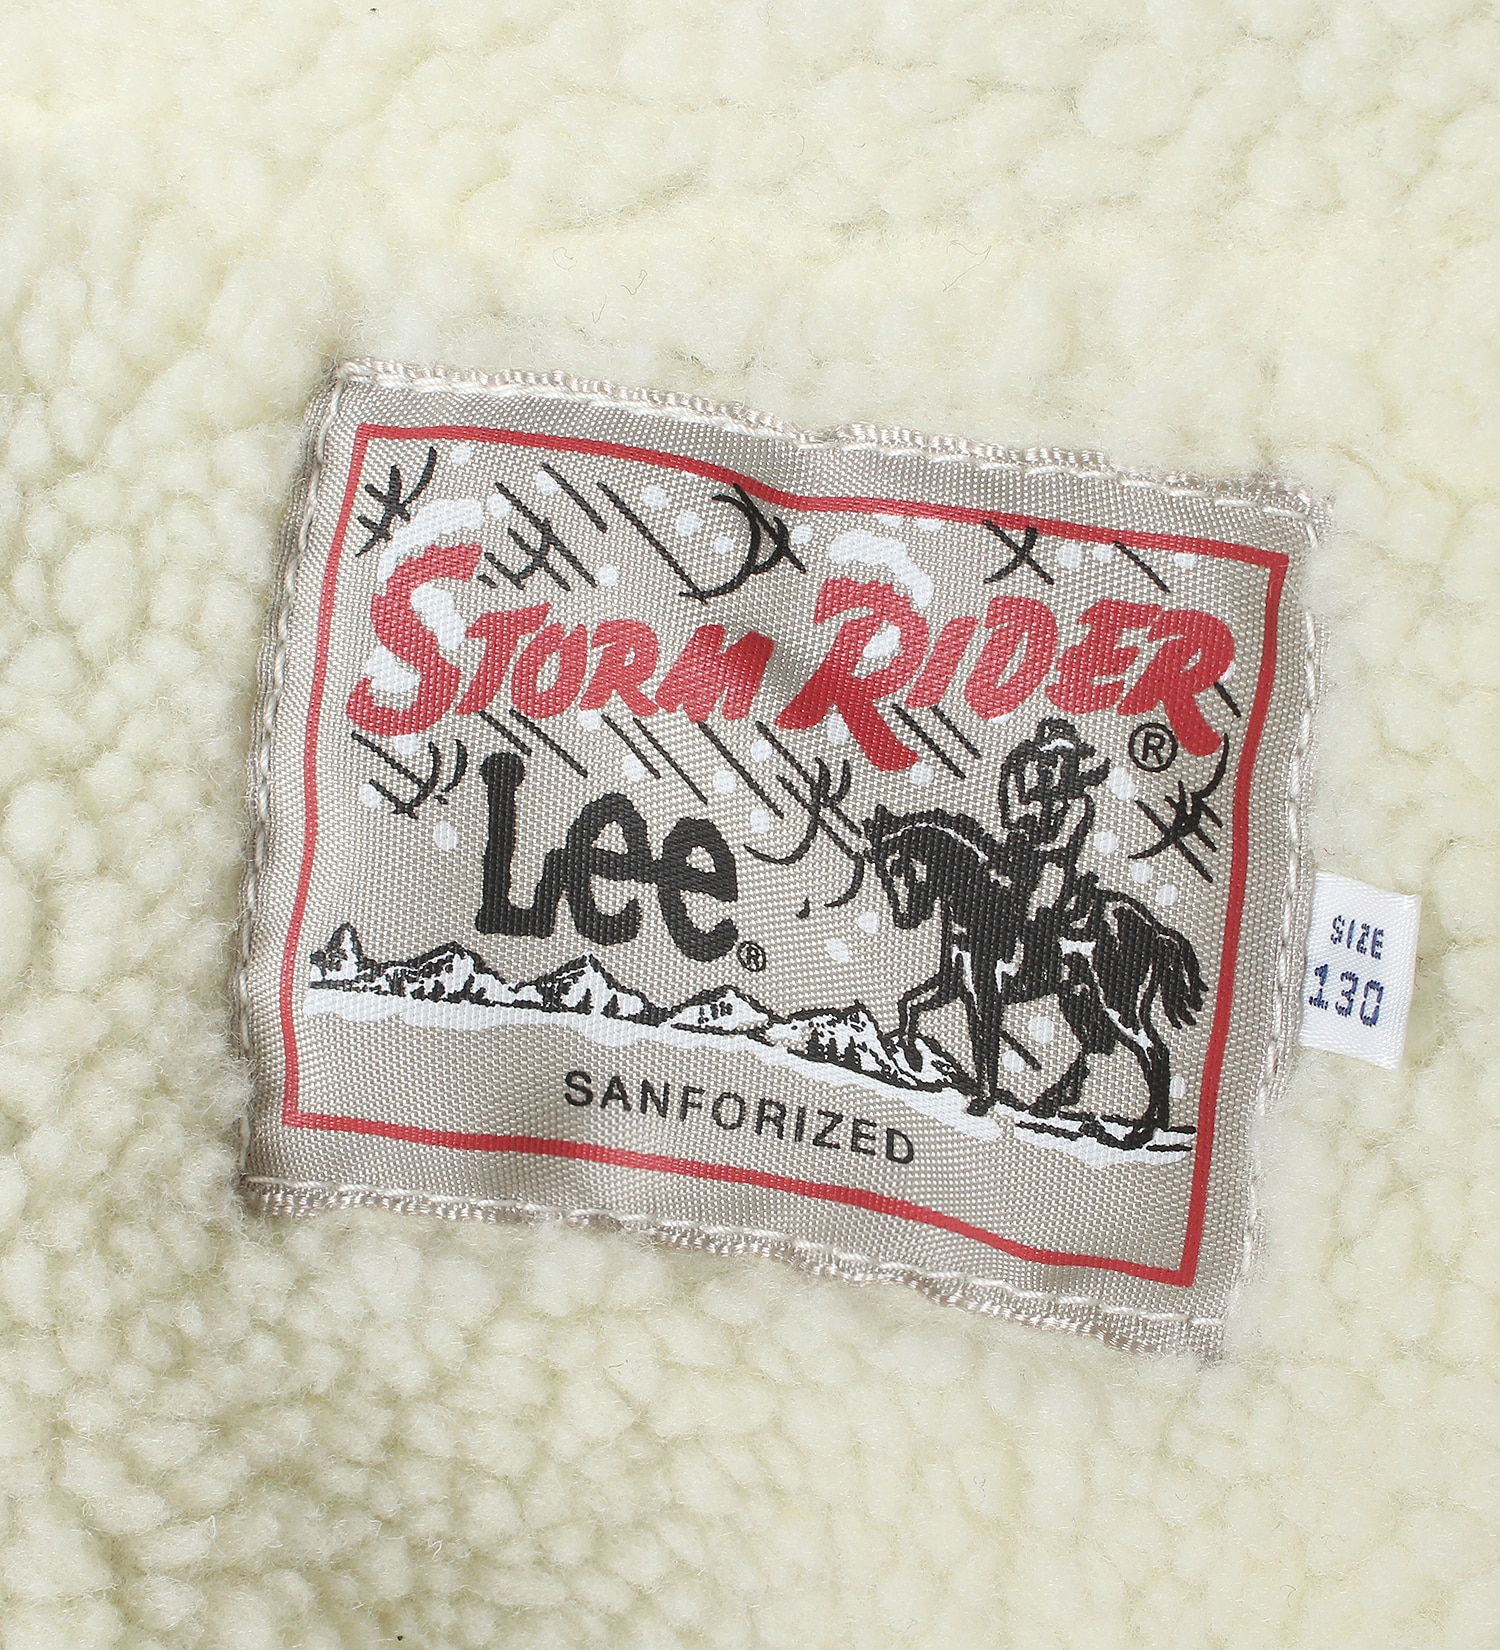 STORM RIDER®
Lee®
SANFORIZED
SIZE
130